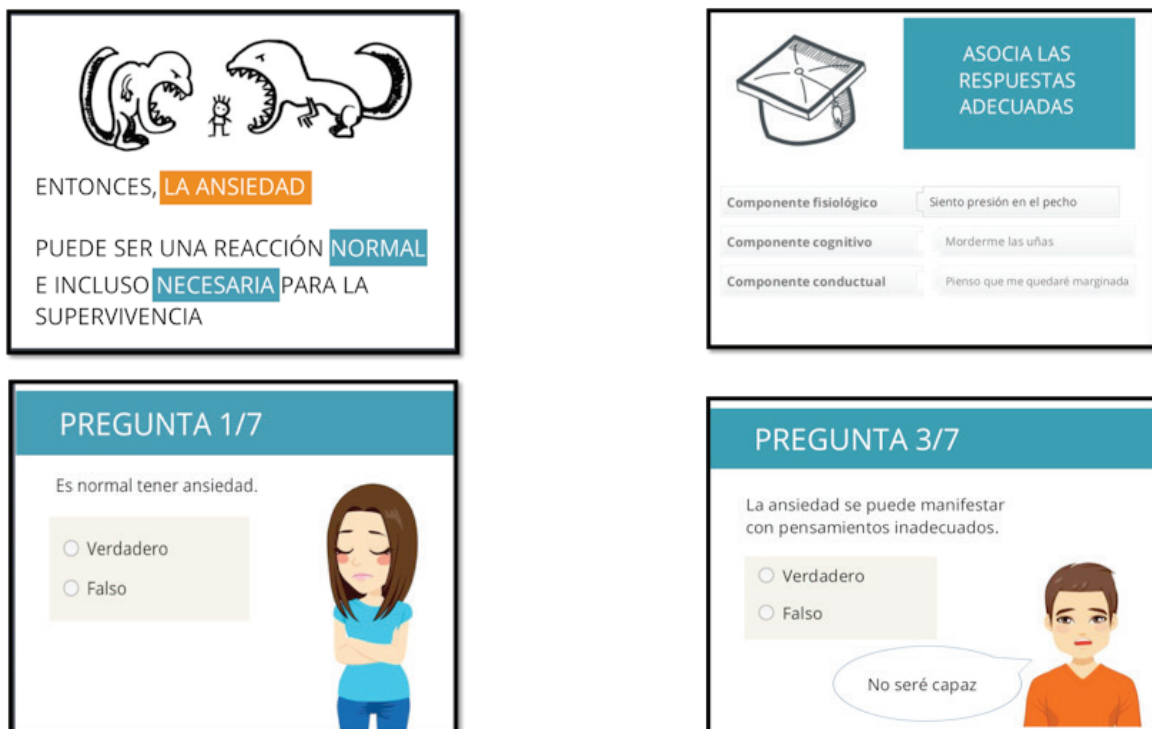 ENTONCES, LA ANSIEDAD
PUEDE SER UNA REACCIÓN NORMAL
E INCLUSO NECESARIA PARA LA
SUPERVIVENCIA
ASOCIA LAS
RESPUESTAS
ADECUADAS
Componente fisiológico Siento presión en el pecho
Componente cognitivo Morderme las uñas
Componente conductual Pienso que me quedaré marginada
PREGUNTA 1/7
Es normal tener ansiedad.
Verdadero
Falso
PREGUNTA 3/7
La ansiedad se puede manifestar
con pensamientos inadecuados.
Verdadero
Falso
No seré capaz